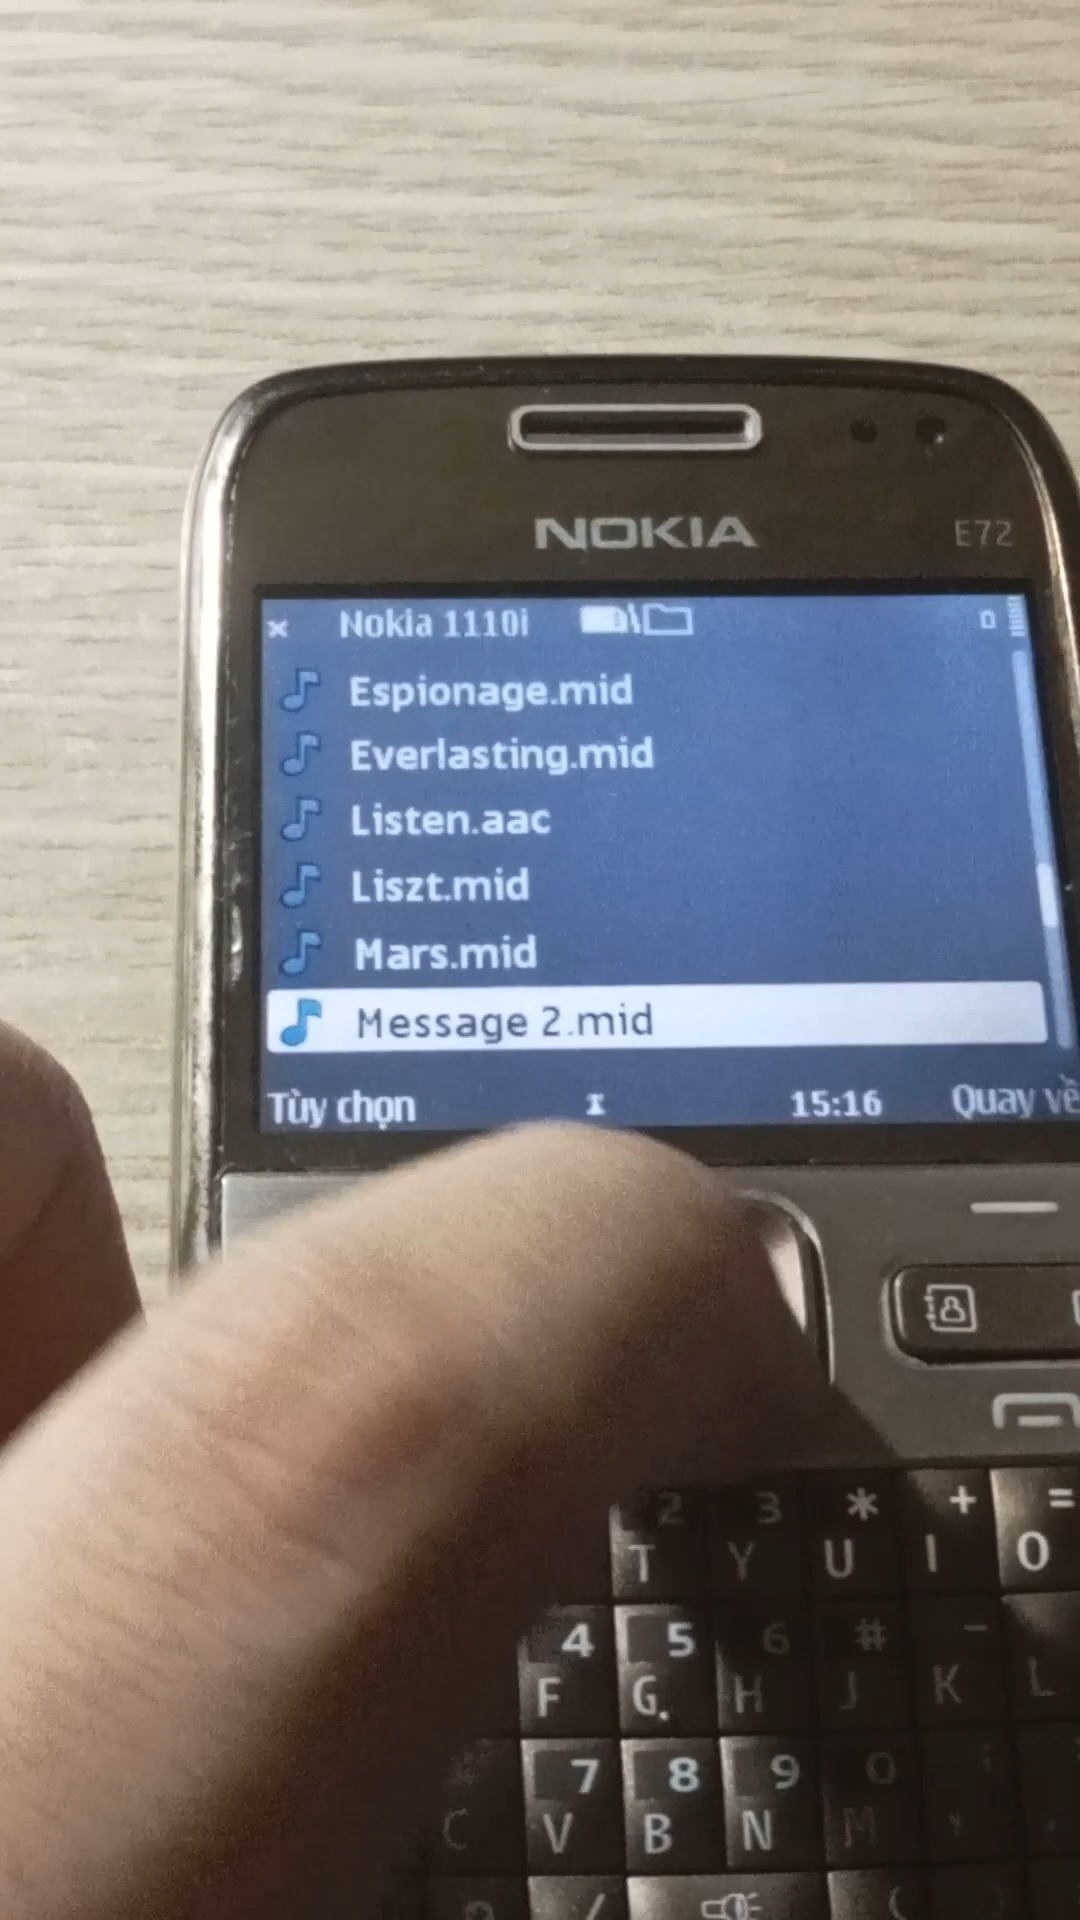 NOKIA
E72
Nokia 1110i
Espionage.mid
Everlasting.mid
Listen.aac
Liszt.mid
Mars.mid
Message 2.mid
Tùy chọn 15:16 Quay về
2 3 * + =
T Y U I O
4 5 6 # -
F G. H J K L
7 8 9 0
C V B N M ,
/